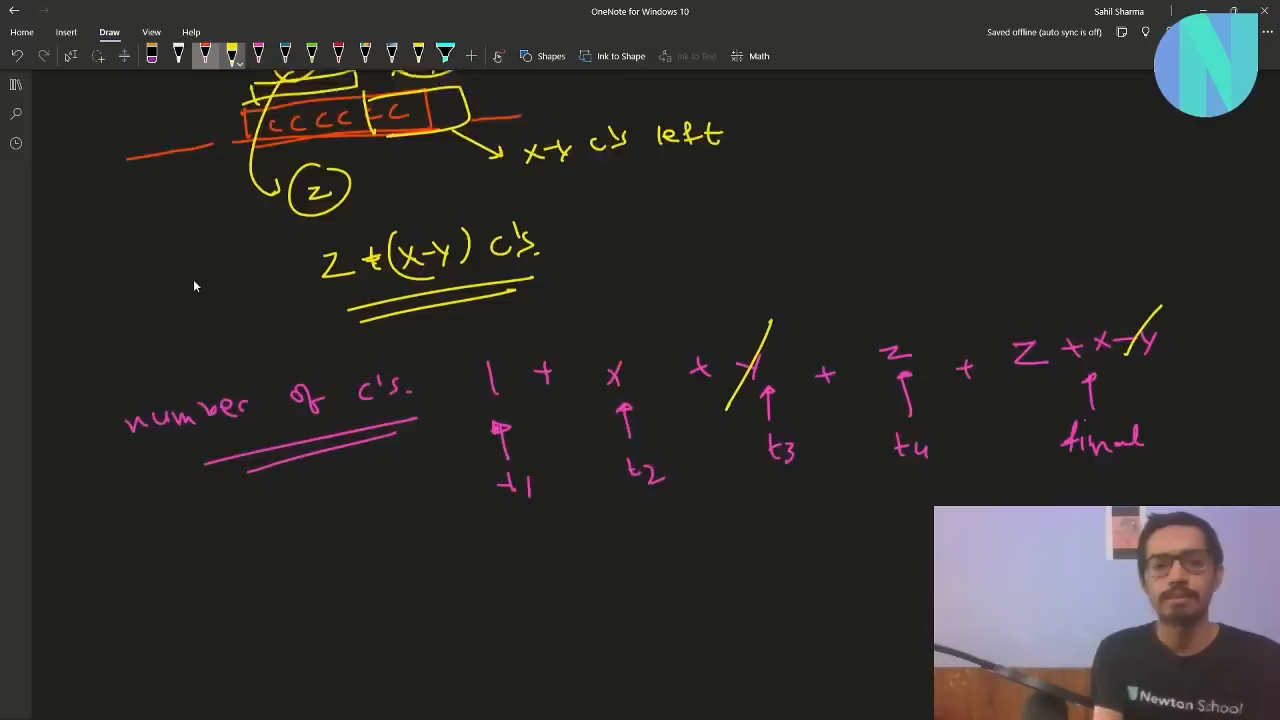 OneNote for Windows 10
Sahil Sharma
Home Insert Draw View Help
Saved offline (auto sync is off)
Shapes Ink to Shape Ink to Text Math
C C C C C C
x-y c's left
z
z + (x-y) c's.
number of c's. 1 + x + y + z + z + x - y
t1 t2 t3 t4 final
Newton School